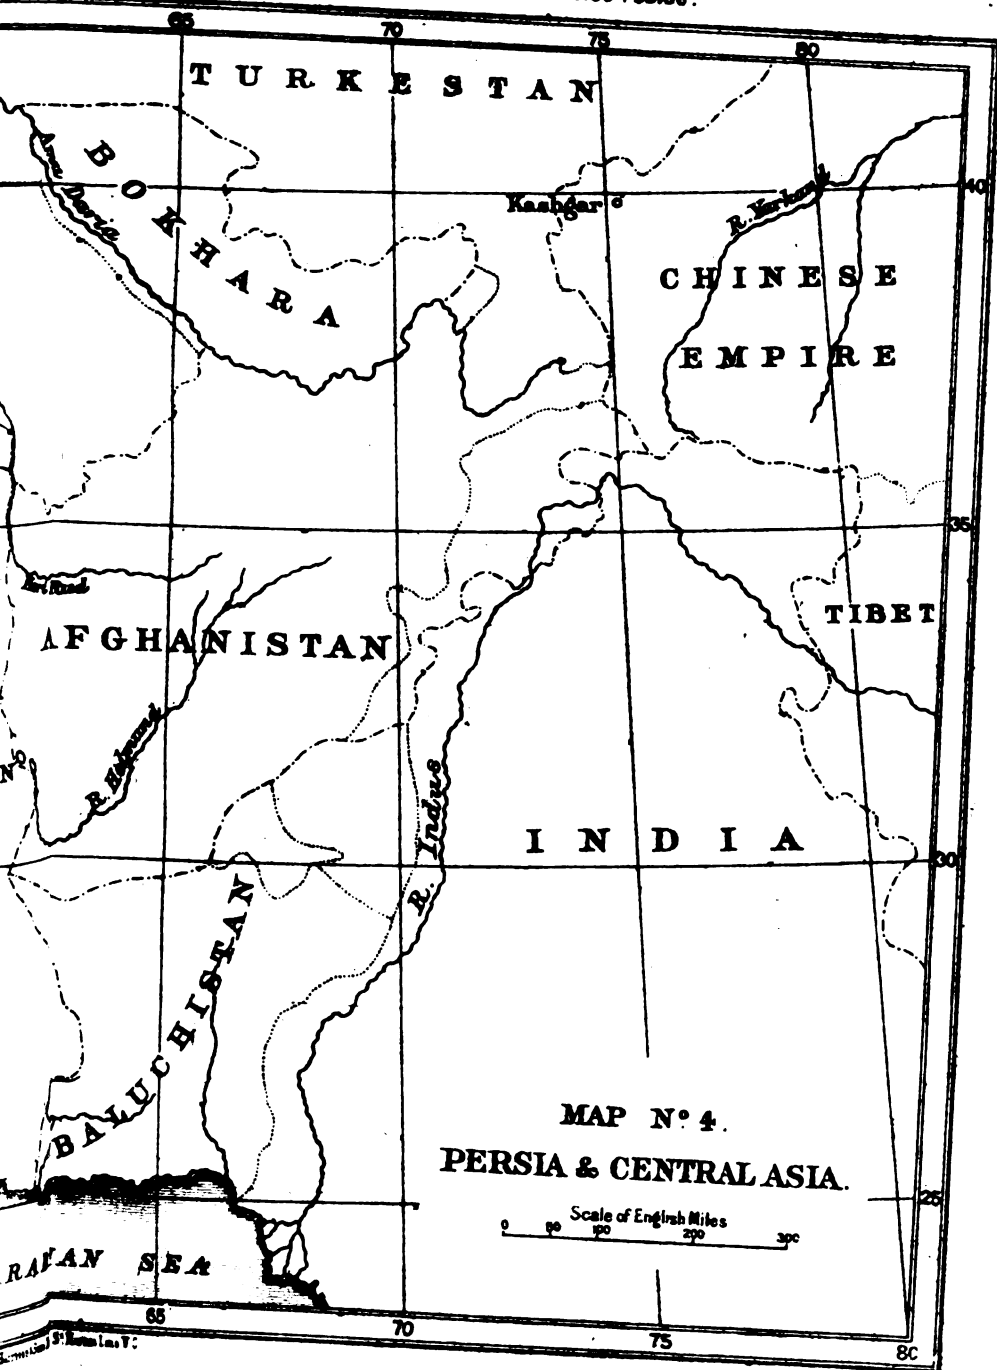 65 70 75 80
TURKESTAN
BOKHARA
Amu Daria
Kashgar
R. Yarkand
40
CHINESE
EMPIRE
35
Heri Rud
TIBET
AFGHANISTAN
R. Helmund
R. Indus
INDIA
30
BALUCHISTAN
MAP Nº 4.
PERSIA & CENTRAL ASIA.
25
Scale of English Miles
0 50 100 200 300
SEA
65 70 75 80